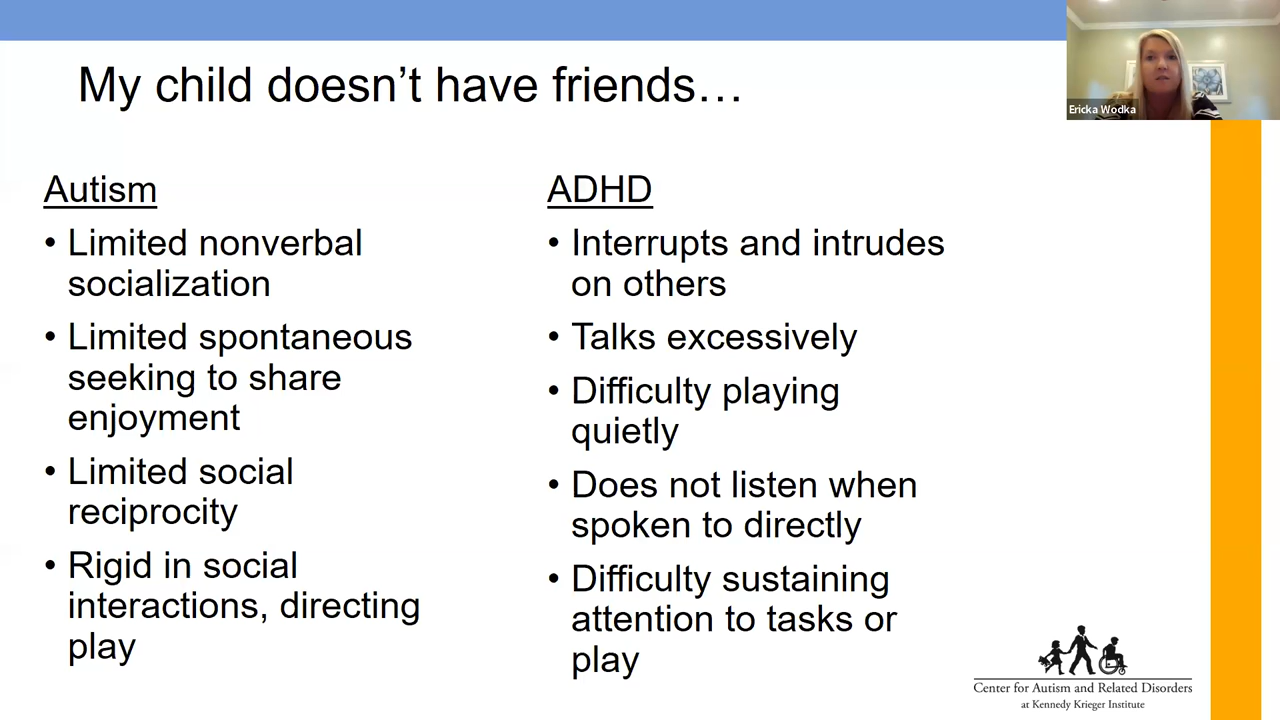 My child doesn’t have friends…
Ericka Wodka
Autism
• Limited nonverbal
socialization
• Limited spontaneous
seeking to share
enjoyment
• Limited social
reciprocity
• Rigid in social
interactions, directing
play
ADHD
• Interrupts and intrudes
on others
• Talks excessively
• Difficulty playing
quietly
• Does not listen when
spoken to directly
• Difficulty sustaining
attention to tasks or
play
Center for Autism and Related Disorders
at Kennedy Krieger Institute